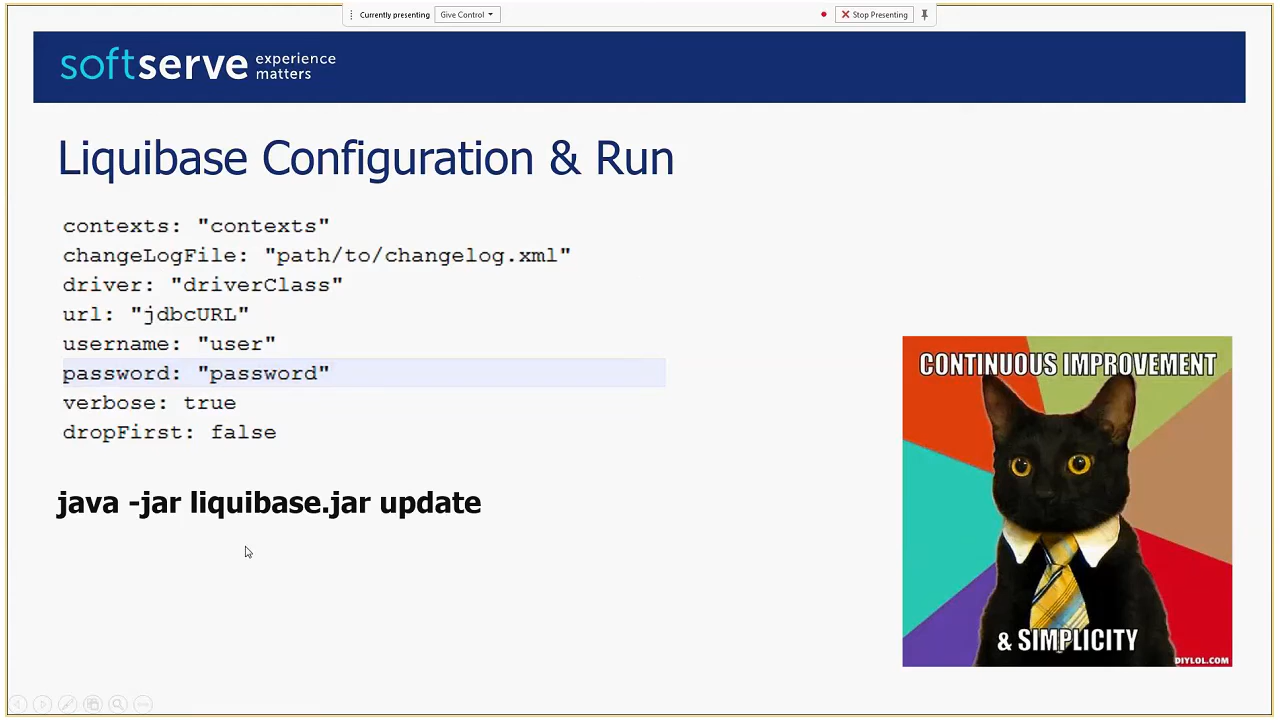 Currently presenting
Give Control
Stop Presenting
softserve experience matters
Liquibase Configuration & Run
contexts: "contexts"
changeLogFile: "path/to/changelog.xml"
driver: "driverClass"
url: "jdbcURL"
username: "user"
password: "password"
verbose: true
dropFirst: false
java -jar liquibase.jar update
CONTINUOUS IMPROVEMENT
& SIMPLICITY
DIYLOL.COM